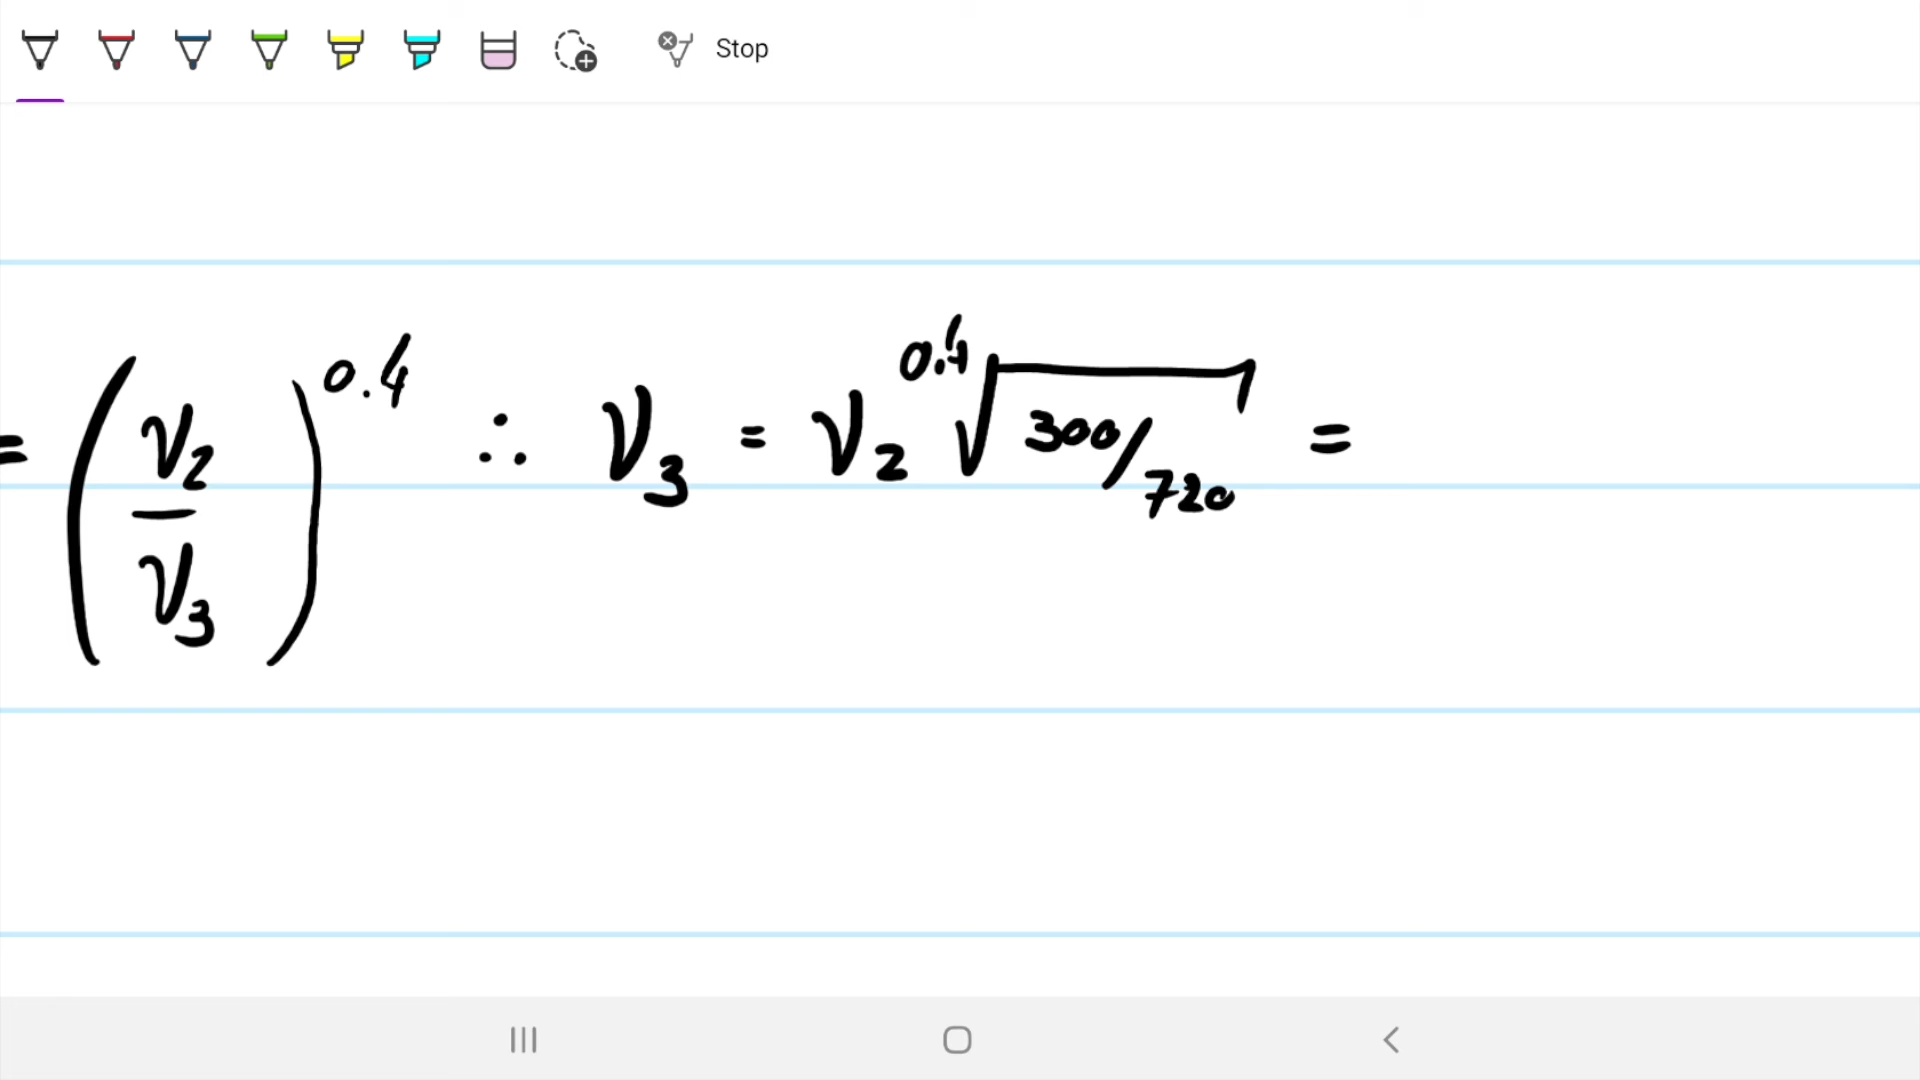 Stop
= (V₂/V₃)^0.4 ∴ V₃ = V₂ ^0.4√300/720 =